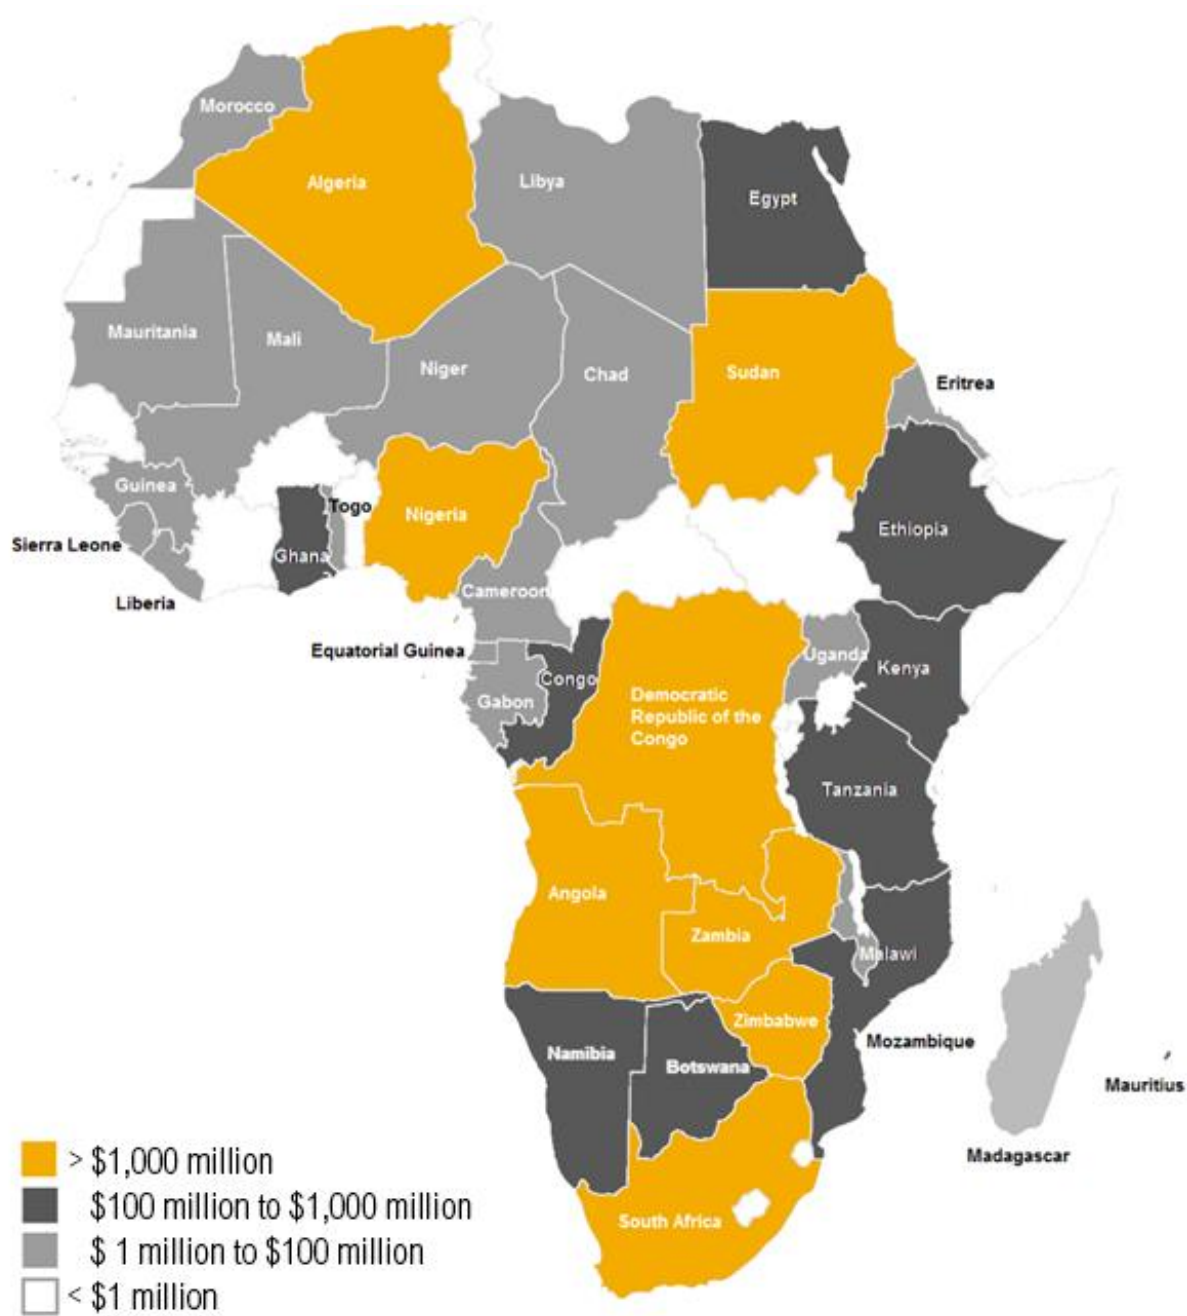 Morocco
Algeria
Libya
Egypt
Mauritania
Mali
Niger
Chad
Sudan
Eritrea
Guinea
Togo
Nigeria
Ethiopia
Sierra Leone
Ghana
Liberia
Cameroon
Equatorial Guinea
Uganda
Kenya
Congo
Gabon
Democratic
Republic of the
Congo
Tanzania
Angola
Zambia
Malawi
Zimbabwe
Mozambique
Namibia
Botswana
Mauritius
Madagascar
South Africa
> $1,000 million
$100 million to $1,000 million
$ 1 million to $100 million
< $1 million